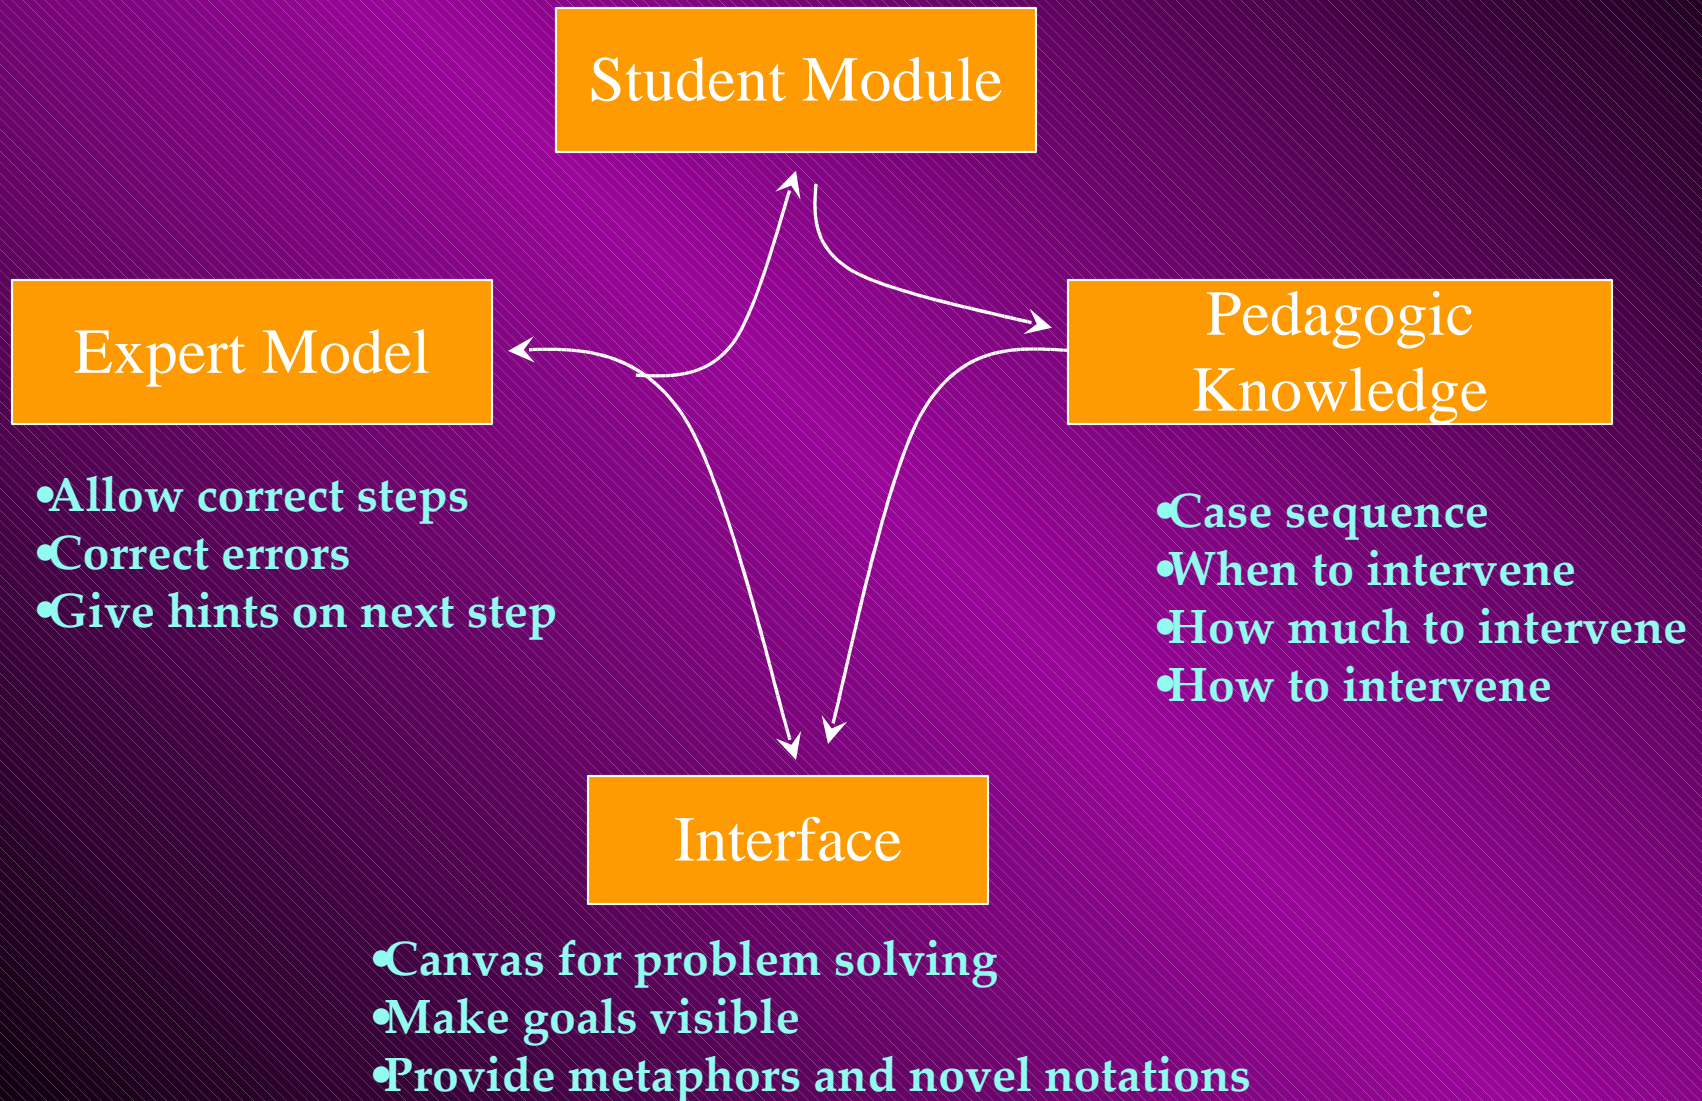 Student Module
Expert Model
Pedagogic
Knowledge
•Allow correct steps
•Correct errors
•Give hints on next step
•Case sequence
•When to intervene
•How much to intervene
•How to intervene
Interface
•Canvas for problem solving
•Make goals visible
•Provide metaphors and novel notations